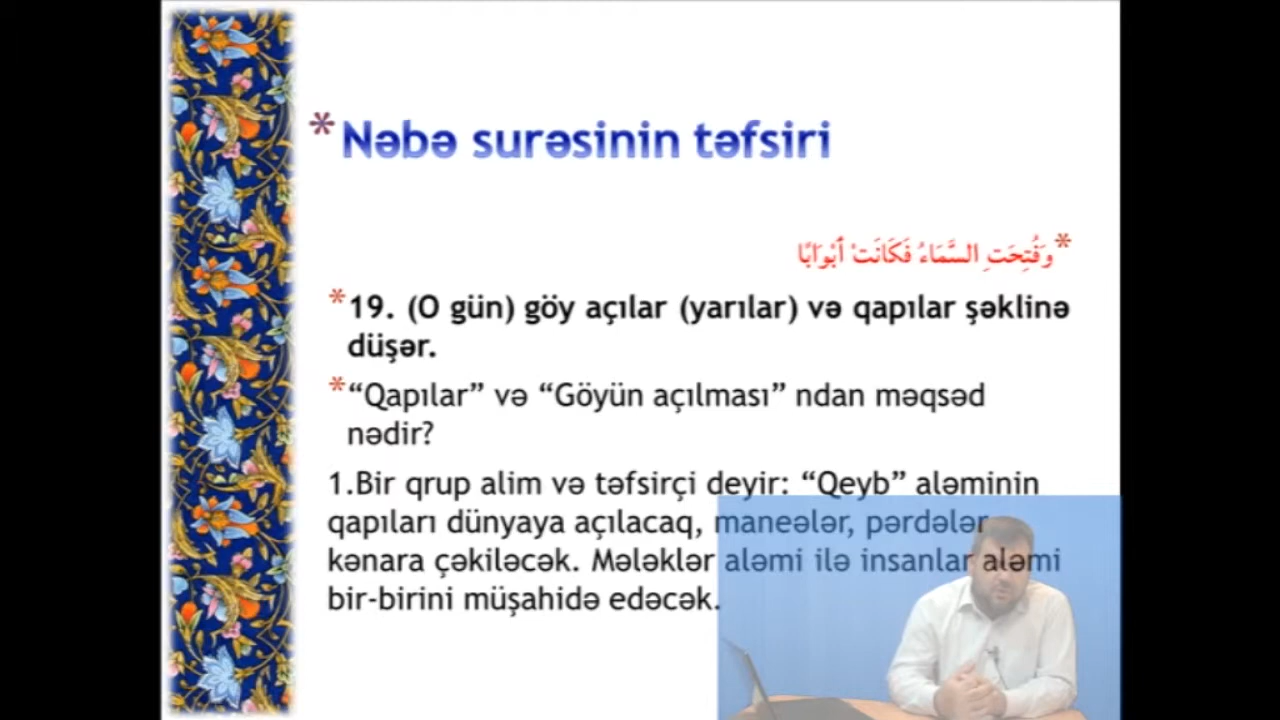 * Nəbə surəsinin təfsiri
*وَفُتِحَتِ السَّمَاءُ فَكَانَتْ أَبْوَابًا
*19. (O gün) göy açılar (yarılar) və qapılar şəklinə
düşər.
*“Qapılar” və “Göyün açılması” ndan məqsəd
nədir?
1.Bir qrup alim və təfsirçi deyir: “Qeyb” aləminin
qapıları dünyaya açılacaq, maneələr, pərdələr
kənara çəkiləcək. Mələklər aləmi ilə insanlar aləmi
bir-birini müşahidə edəcək.